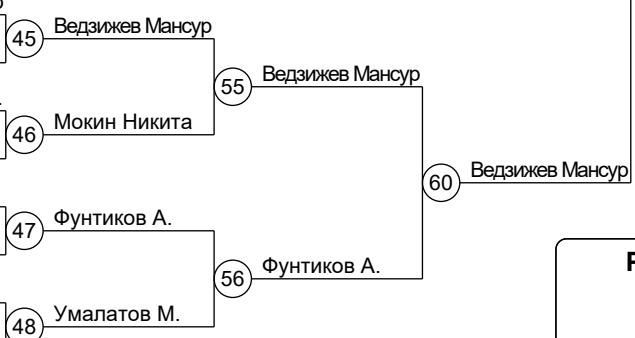 45 Ведзижев Мансур
55 Ведзижев Мансур
46 Мокин Никита
60 Ведзижев Мансур
47 Фунтиков А.
56 Фунтиков А.
48 Умалатов М.